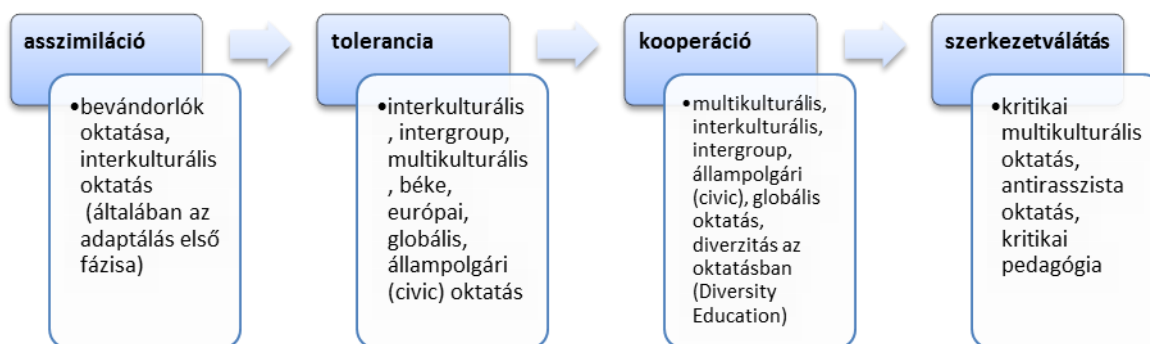 asszimiláció
•bevándorlók
oktatása,
interkulturális
oktatás
(általában az
adaptálás első
fázisa)
tolerancia
•interkulturális
, intergroup,
multikulturális
, béke,
európai,
globális,
állampolgári
(civic) oktatás
kooperáció
•multikulturális,
interkulturális,
intergroup,
állampolgári
(civic), globális
oktatás,
diverzitás az
oktatásban
(Diversity
Education)
szerkezetválátás
•kritikai
multikulturális
oktatás,
antirasszista
oktatás,
kritikai
pedagógia